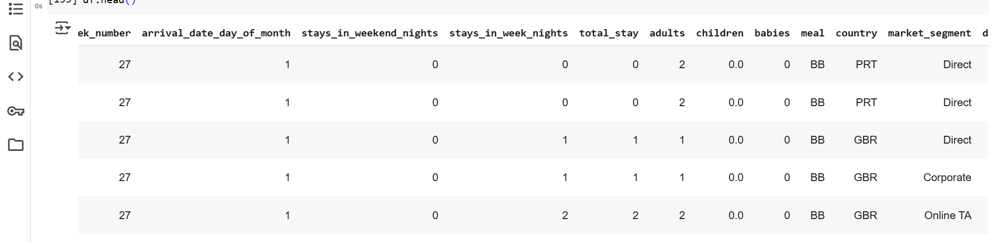 0s df.head()
ek_number arrival_date_day_of_month stays_in_weekend_nights stays_in_week_nights total_stay adults children babies meal country market_segment d
27 1 0 0 0 2 0.0 0 BB PRT Direct
27 1 0 0 0 2 0.0 0 BB PRT Direct
27 1 0 1 1 1 0.0 0 BB GBR Direct
27 1 0 1 1 1 0.0 0 BB GBR Corporate
27 1 0 2 2 2 0.0 0 BB GBR Online TA